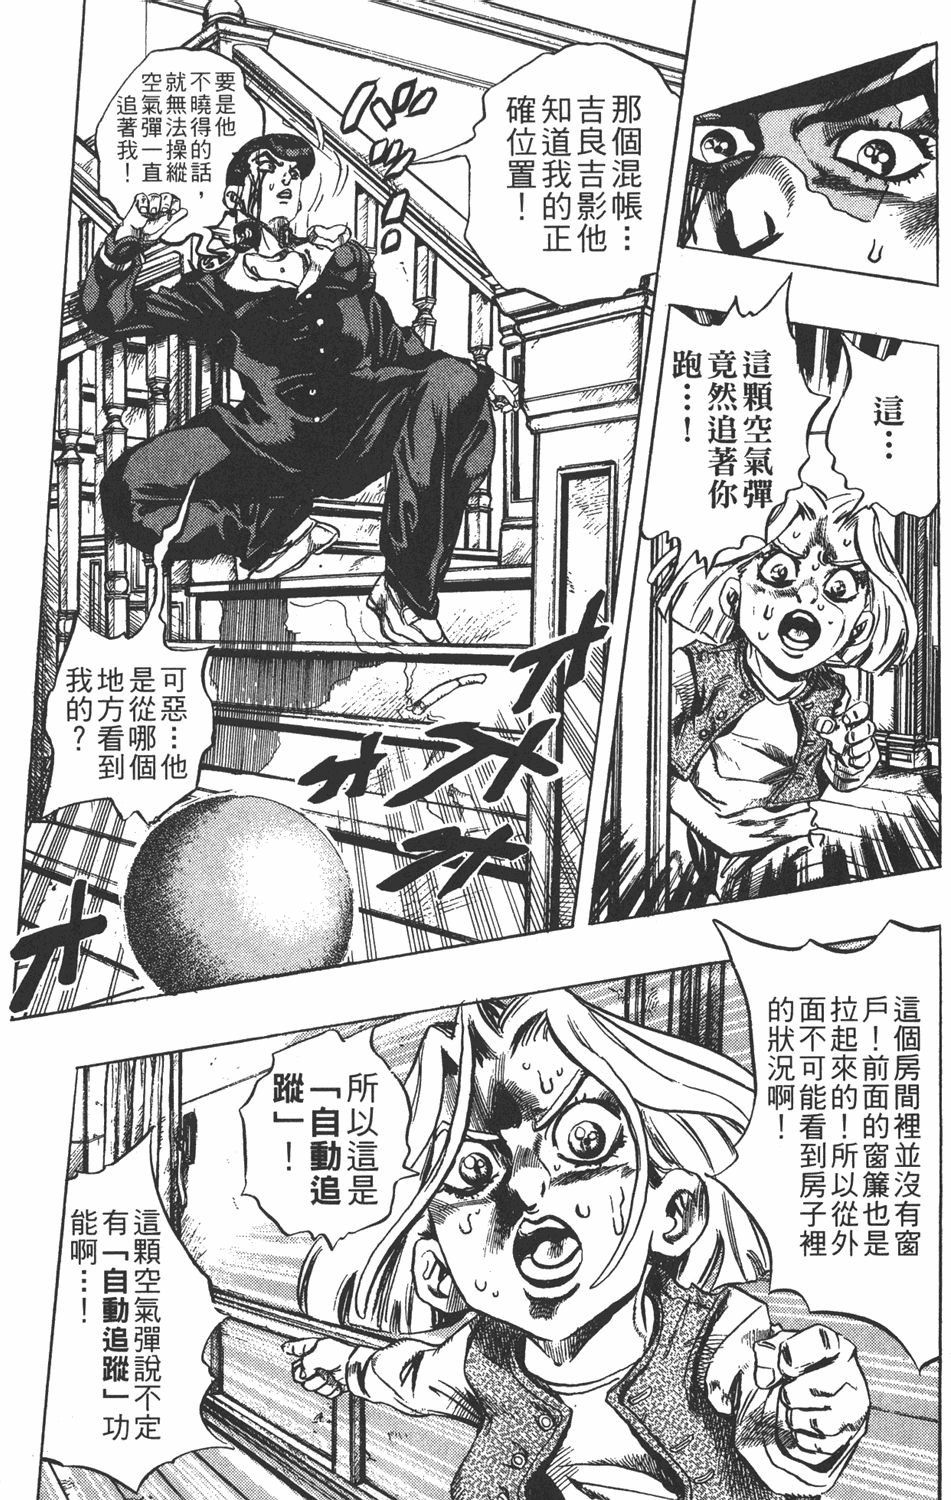 這…
這顆空氣彈
竟然追著你
跑…！
那個混帳…
吉良吉影他
知道我的正
確位置！
要是他
不曉得的話，
就無法操縱
空氣彈一直
追著我！
可惡…他
是從哪個
地方看到
我的？
オオ
ゴゴ
這個房間裡並沒有窗
戶！前面的窗簾也是
拉起來的！所以從外
面不可能看到房子裡
的狀況啊！
所以這是
「自動追
蹤」！
這顆空氣彈說不定
有「自動追蹤」功
能啊…！